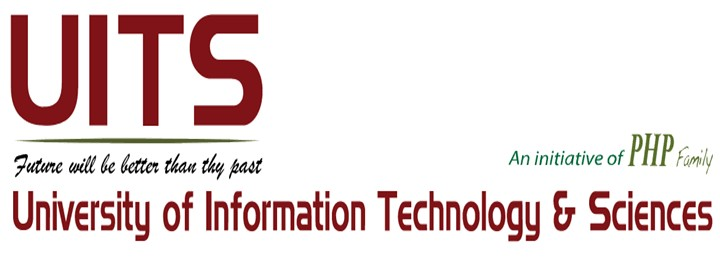 UITS
Future will be better than thy past
An initiative of PHP Family
University of Information Technology & Sciences